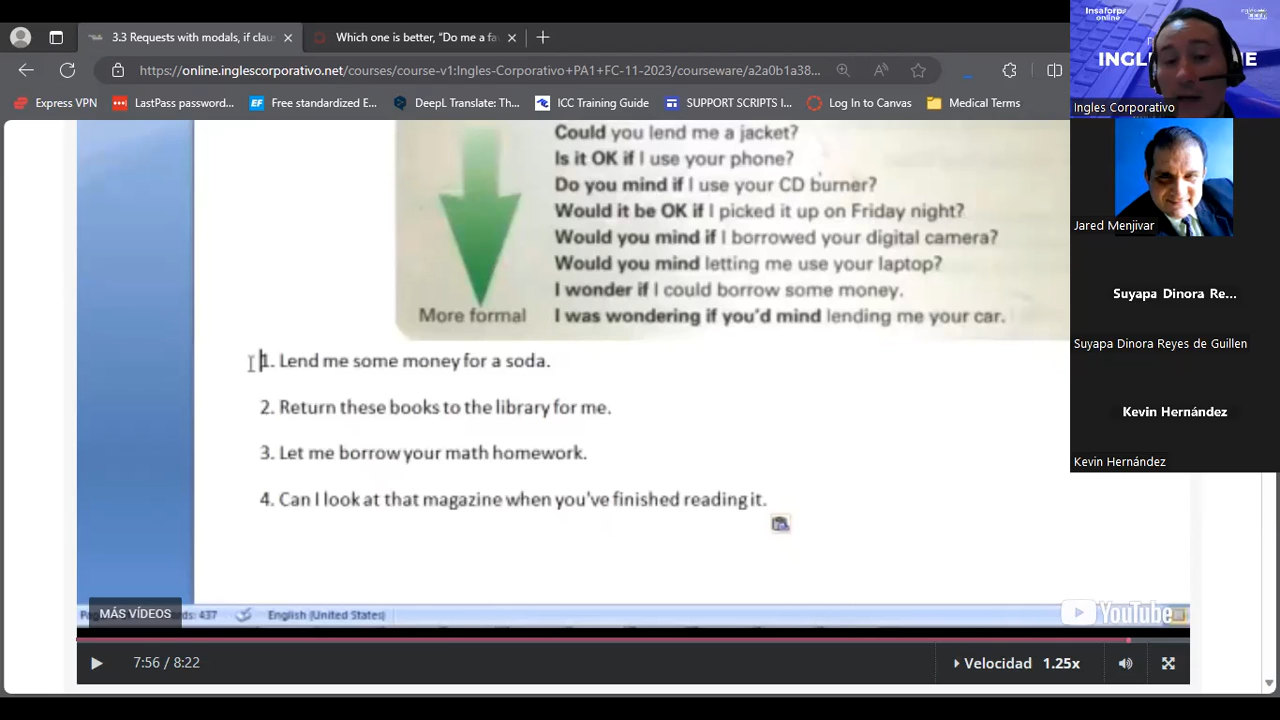 3.3 Requests with modals, if clau
Which one is better, "Do me a fa
https://online.inglescorporativo.net/courses/course-v1:Ingles-Corporativo+PA1+FC-11-2023/courseware/a2a0b1a38...
Express VPN
LastPass password...
Free standardized E...
DeepL Translate: Th...
ICC Training Guide
SUPPORT SCRIPTS I...
Log In to Canvas
Medical Terms
Insaforp
online
INGL
NE
Ingles Corporativo
Jared Menjivar
Suyapa Dinora Re...
Suyapa Dinora Reyes de Guillen
Kevin Hernández
Kevin Hernández
Could you lend me a jacket?
Is it OK if I use your phone?
Do you mind if I use your CD burner?
Would it be OK if I picked it up on Friday night?
Would you mind if I borrowed your digital camera?
Would you mind letting me use your laptop?
I wonder if I could borrow some money.
More formal
I was wondering if you'd mind lending me your car.
1. Lend me some money for a soda.
2. Return these books to the library for me.
3. Let me borrow your math homework.
4. Can I look at that magazine when you've finished reading it.
MÁS VÍDEOS
437
English (United States)
YouTube
7:56 / 8:22
Velocidad 1.25x